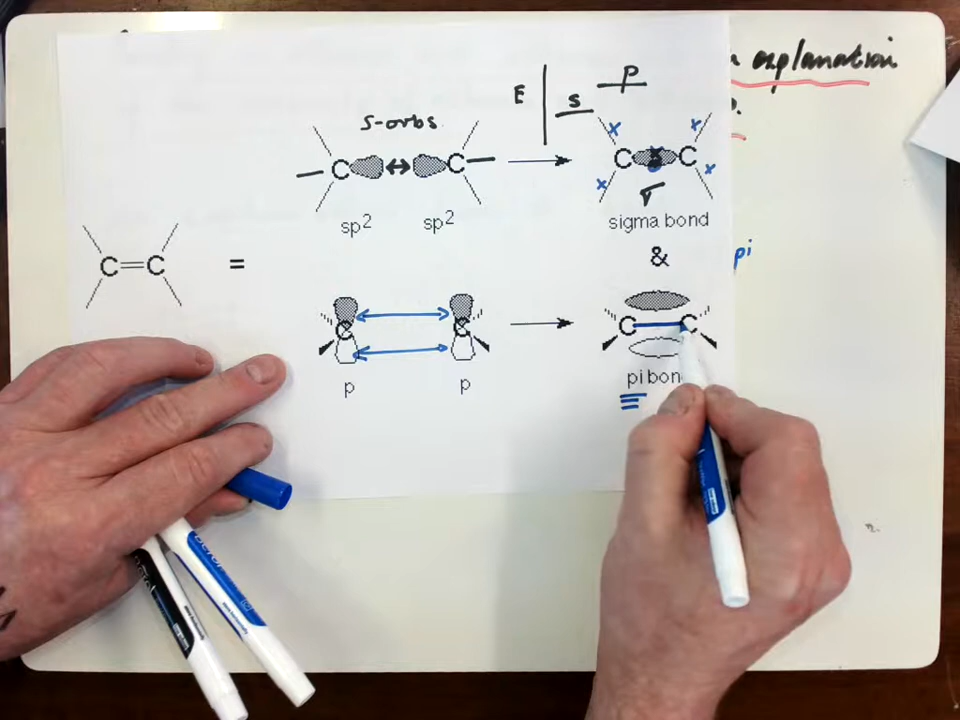 explanation
E | s p
s-orbs
C C C C
sp2 sp2 σ
sigma bond
pi
C=C = &
C C C C
p p pi bon